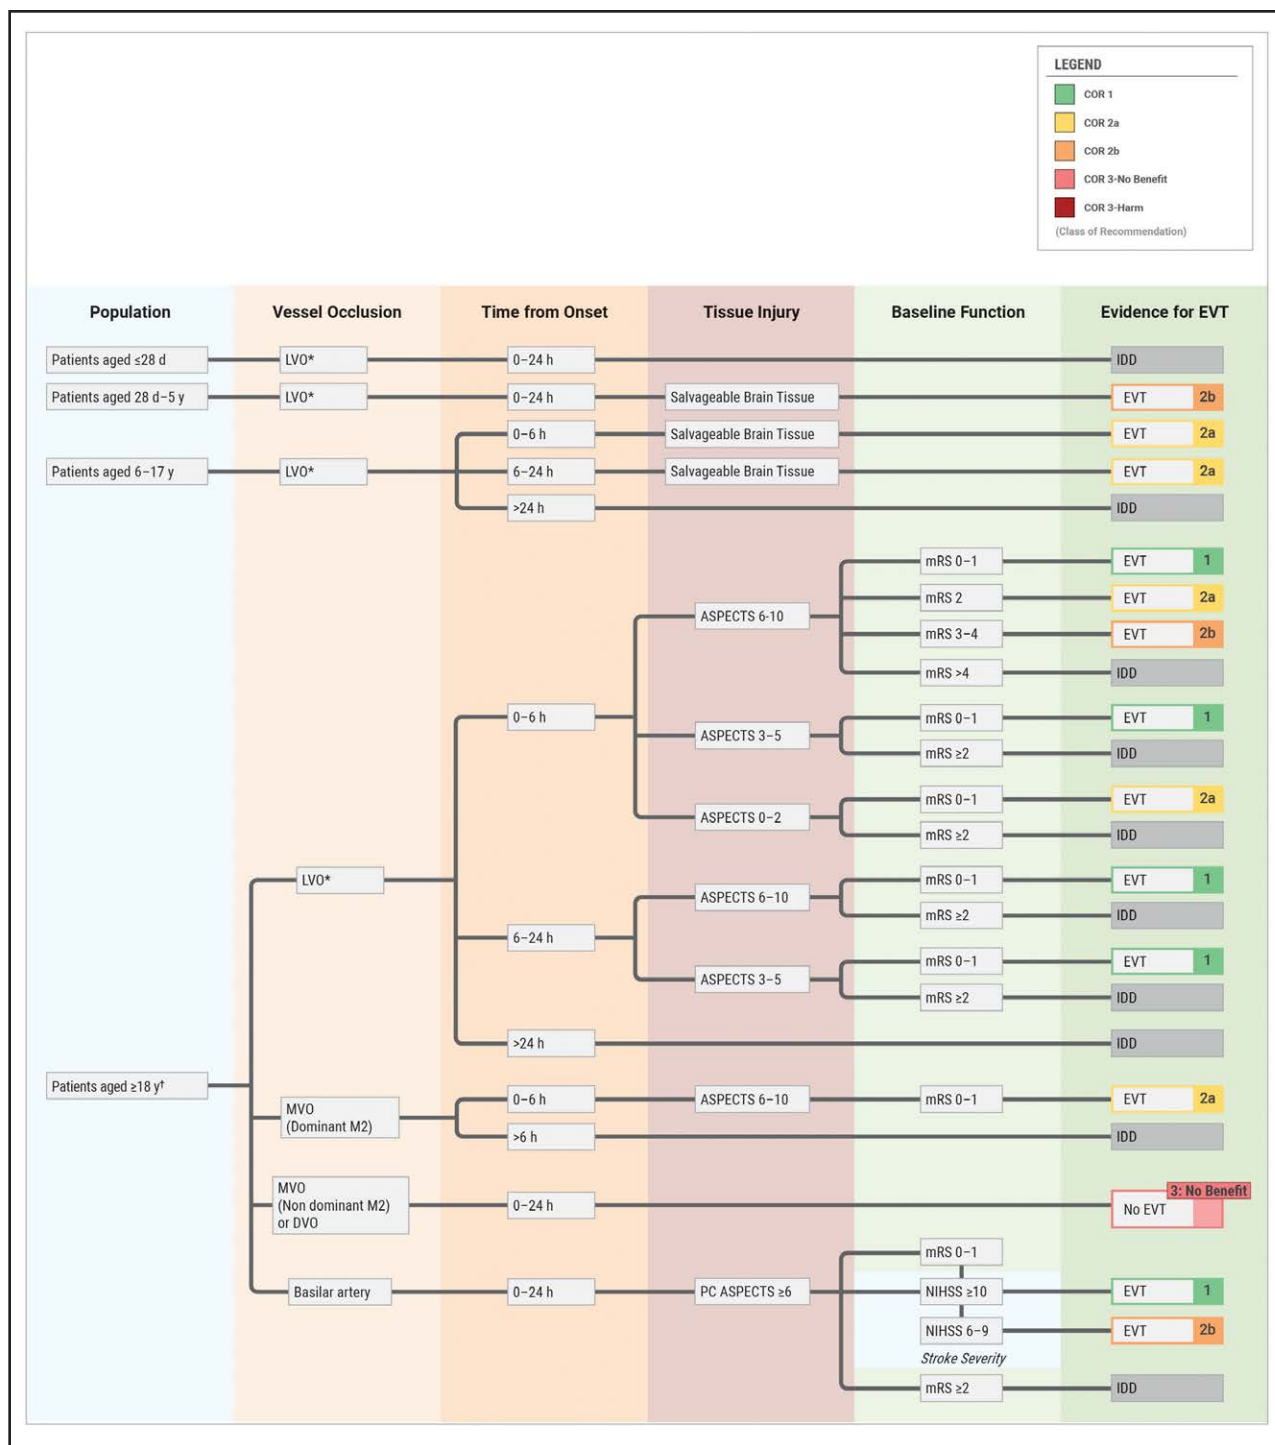 LEGEND
COR 1
COR 2a
COR 2b
COR 3-No Benefit
COR 3-Harm
(Class of Recommendation)
Population Vessel Occlusion Time from Onset Tissue Injury Baseline Function Evidence for EVT
Patients aged ≤28 d LVO* 0–24 h IDD
Patients aged 28 d–5 y LVO* 0–24 h Salvageable Brain Tissue EVT 2b
0–6 h Salvageable Brain Tissue EVT 2a
Patients aged 6–17 y LVO* 6–24 h Salvageable Brain Tissue EVT 2a
>24 h IDD
mRS 0–1 EVT 1
mRS 2 EVT 2a
ASPECTS 6-10
mRS 3–4 EVT 2b
mRS >4 IDD
0–6 h mRS 0–1 EVT 1
ASPECTS 3–5
mRS ≥2 IDD
mRS 0–1 EVT 2a
ASPECTS 0–2
mRS ≥2 IDD
LVO* mRS 0–1 EVT 1
ASPECTS 6–10
mRS ≥2 IDD
6–24 h
mRS 0–1 EVT 1
ASPECTS 3–5
mRS ≥2 IDD
>24 h IDD
Patients aged ≥18 y†
MVO
(Dominant M2)
0–6 h ASPECTS 6–10 mRS 0–1 EVT 2a
>6 h IDD
MVO
(Non dominant M2)
or DVO
0–24 h
3: No Benefit
No EVT
mRS 0–1
Basilar artery 0–24 h PC ASPECTS ≥6 NIHSS ≥10 EVT 1
NIHSS 6–9 EVT 2b
Stroke Severity
mRS ≥2 IDD